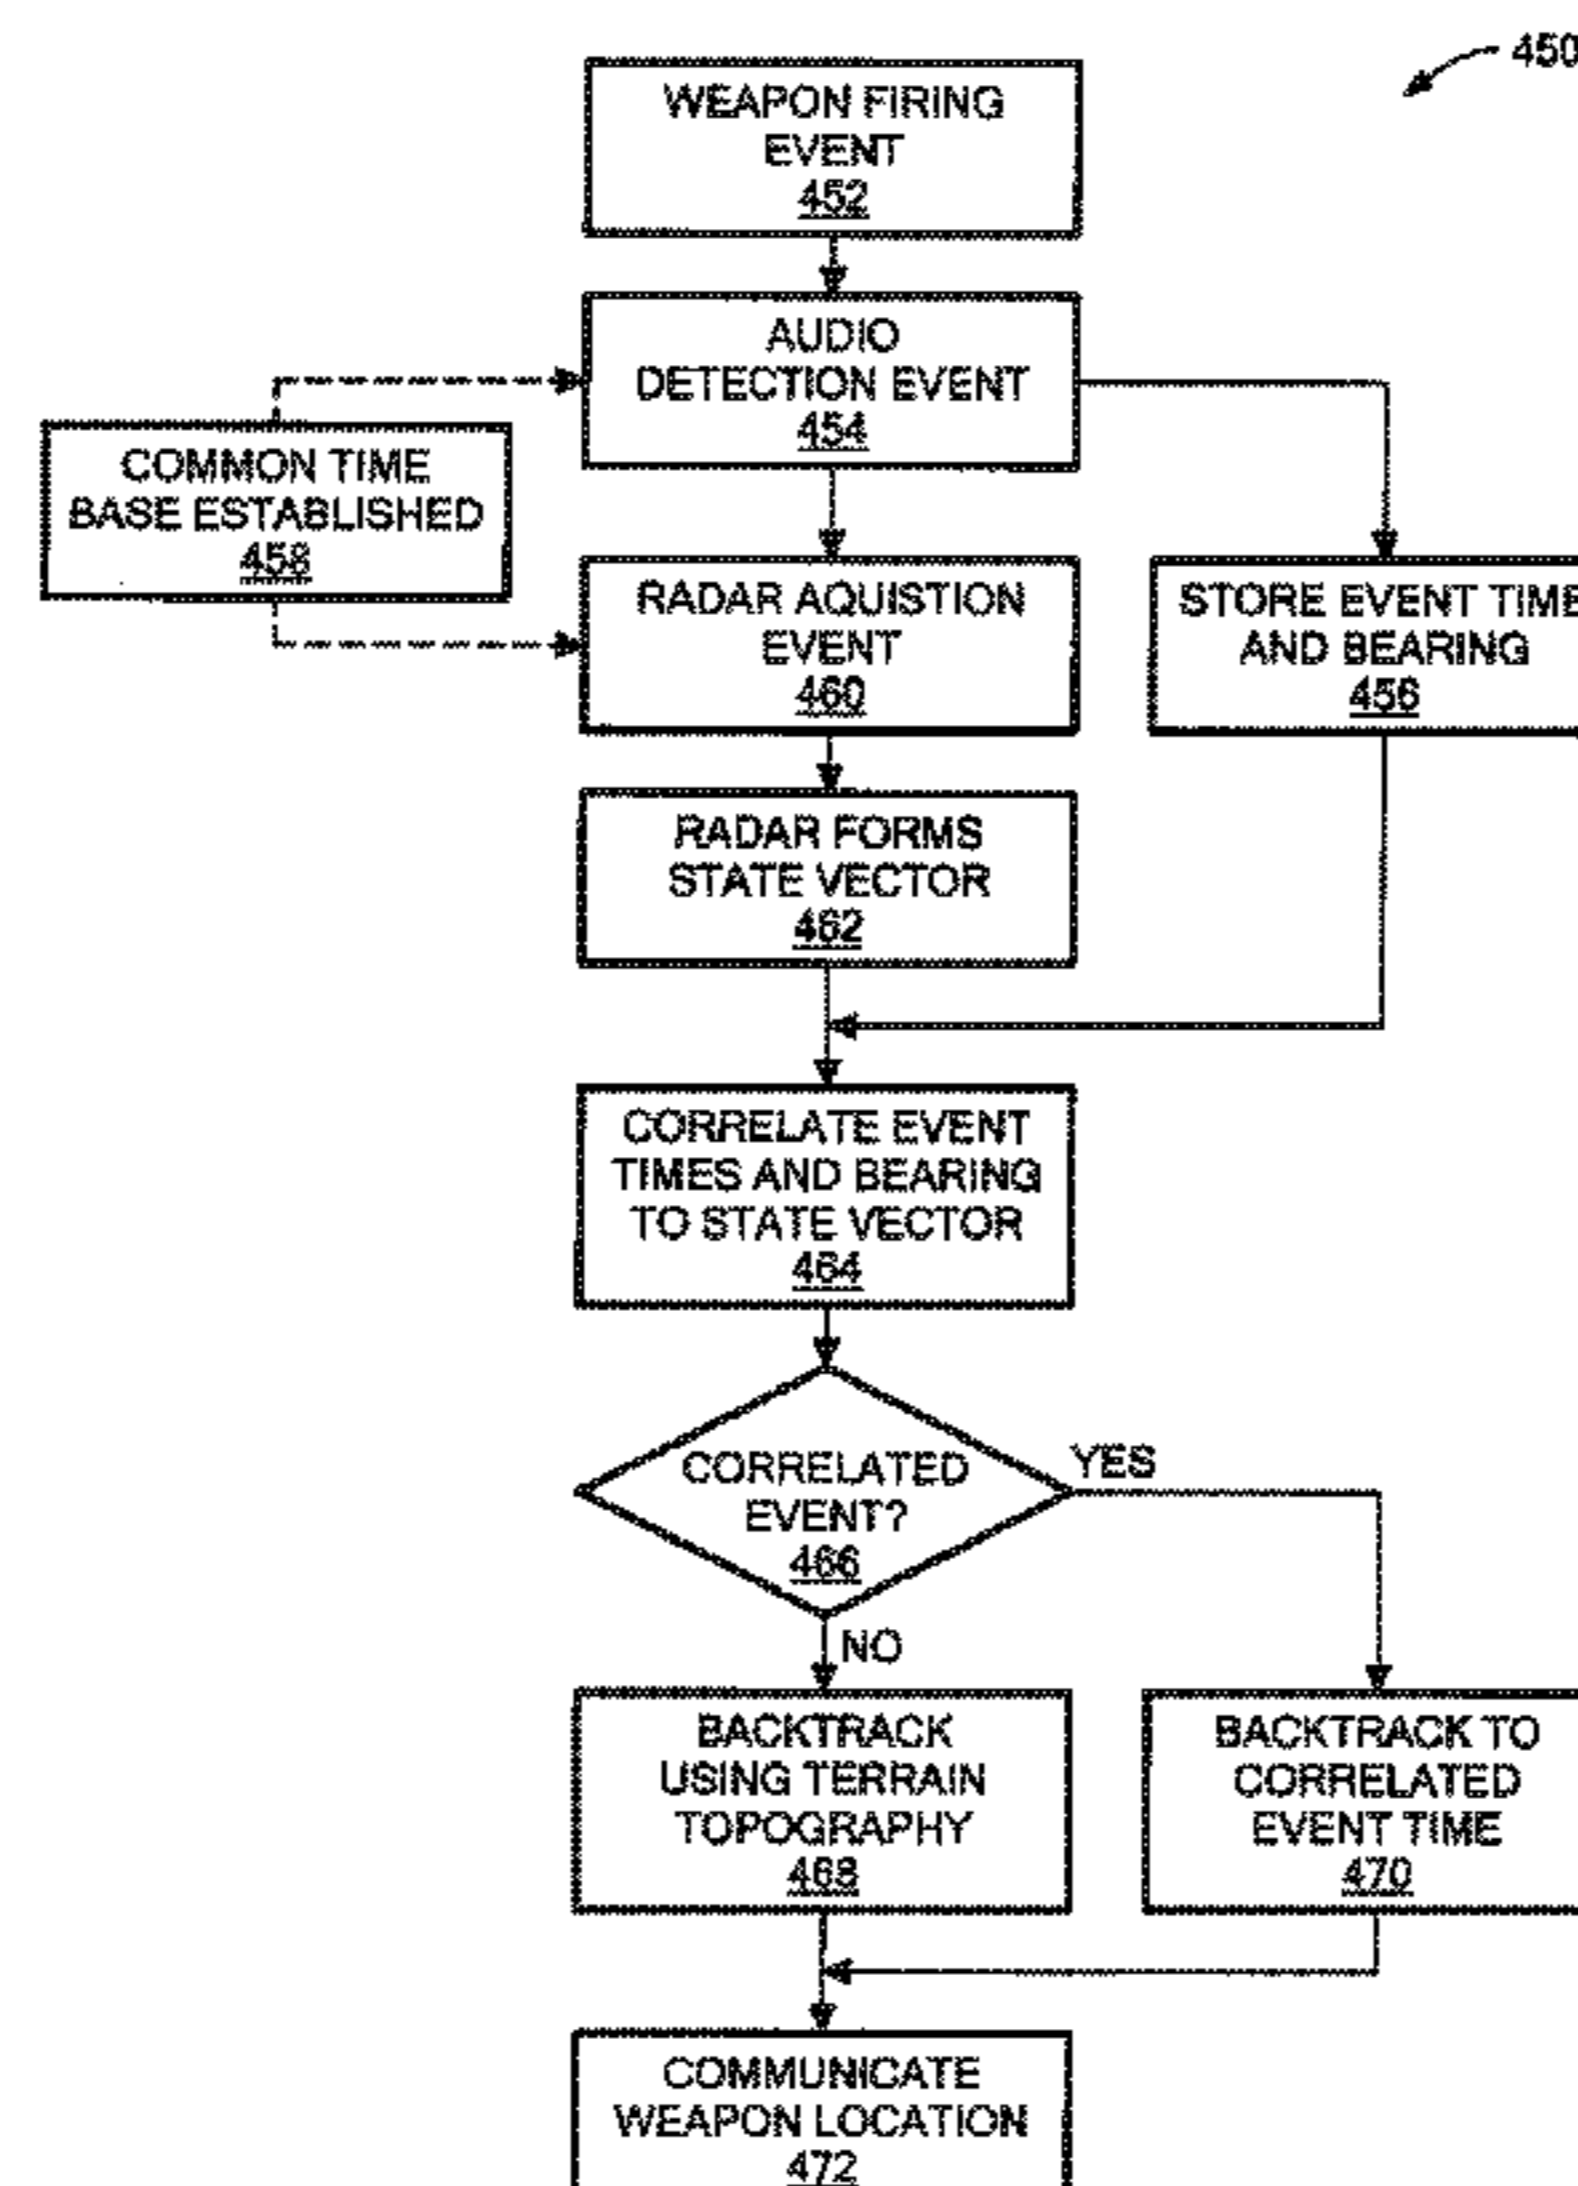 450
WEAPON FIRING
EVENT
452
AUDIO
DETECTION EVENT
454
COMMON TIME
BASE ESTABLISHED
458
RADAR AQUISTION
EVENT
460
STORE EVENT TIME
AND BEARING
456
RADAR FORMS
STATE VECTOR
462
CORRELATE EVENT
TIMES AND BEARING
TO STATE VECTOR
464
CORRELATED
EVENT?
466
YES
NO
BACKTRACK
USING TERRAIN
TOPOGRAPHY
468
BACKTRACK TO
CORRELATED
EVENT TIME
470
COMMUNICATE
WEAPON LOCATION
472